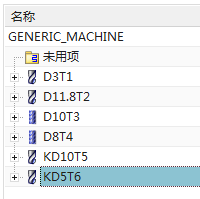 名称
GENERIC_MACHINE
未用项
D3T1
D11.8T2
D10T3
D8T4
KD10T5
KD5T6